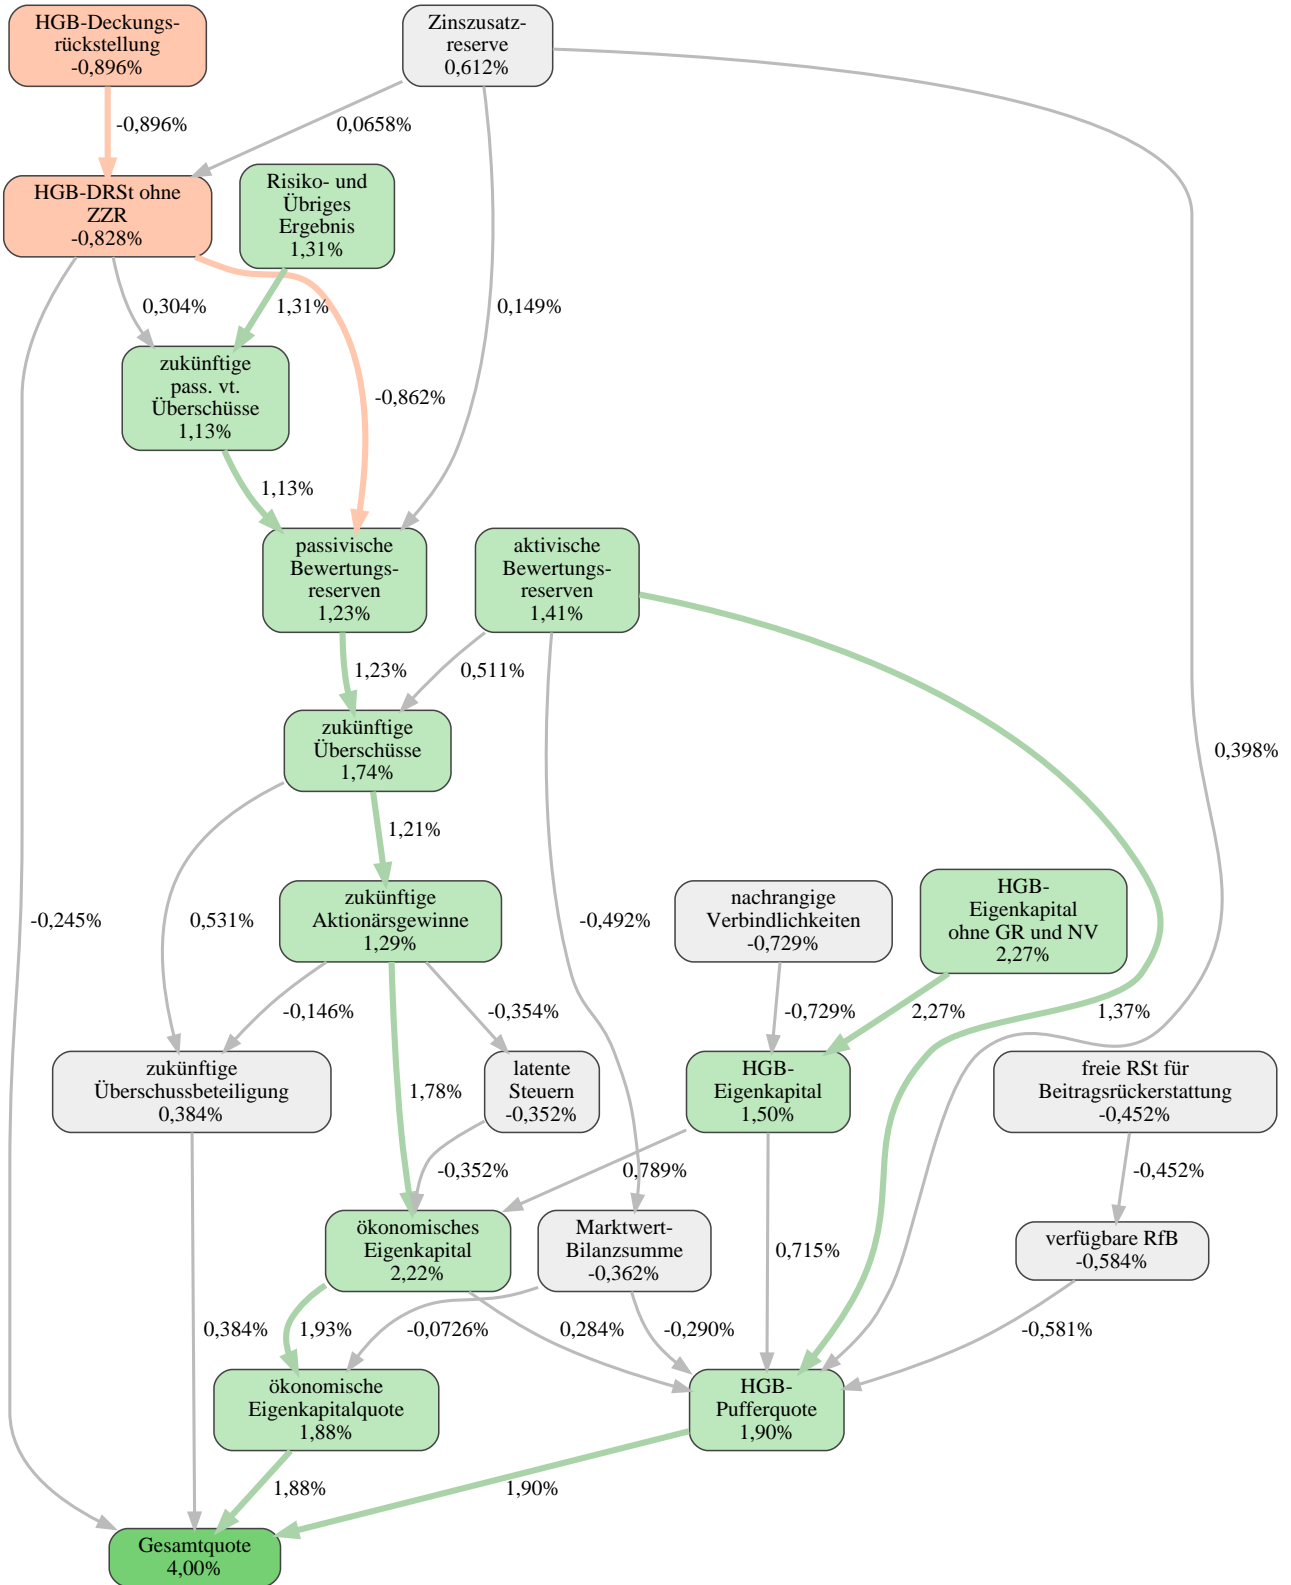 HGB-Deckungs-
rückstellung
-0,896%
Zinszusatz-
reserve
0,612%
-0,896%
0,0658%
HGB-DRSt ohne
ZZR
-0,828%
Risiko- und
Übriges
Ergebnis
1,31%
0,304%
1,31%
0,149%
zukünftige
pass. vt.
Überschüsse
1,13%
-0,862%
1,13%
passivische
Bewertungs-
reserven
1,23%
aktivische
Bewertungs-
reserven
1,41%
1,23%
0,511%
zukünftige
Überschüsse
1,74%
0,398%
1,21%
zukünftige
Aktionärsgewinne
1,29%
nachrangige
Verbindlichkeiten
-0,729%
HGB-
Eigenkapital
ohne GR und NV
2,27%
-0,245%
0,531%
-0,492%
-0,146%
-0,354%
-0,729%
2,27%
1,37%
zukünftige
Überschussbeteiligung
0,384%
1,78%
latente
Steuern
-0,352%
HGB-
Eigenkapital
1,50%
freie RSt für
Beitragsrückerstattung
-0,452%
-0,352%
0,789%
-0,452%
ökonomisches
Eigenkapital
2,22%
Marktwert-
Bilanzsumme
-0,362%
0,715%
verfügbare RfB
-0,584%
0,384%
1,93%
-0,0726%
0,284%
-0,290%
-0,581%
ökonomische
Eigenkapitalquote
1,88%
HGB-
Pufferquote
1,90%
1,88%
1,90%
Gesamtquote
4,00%